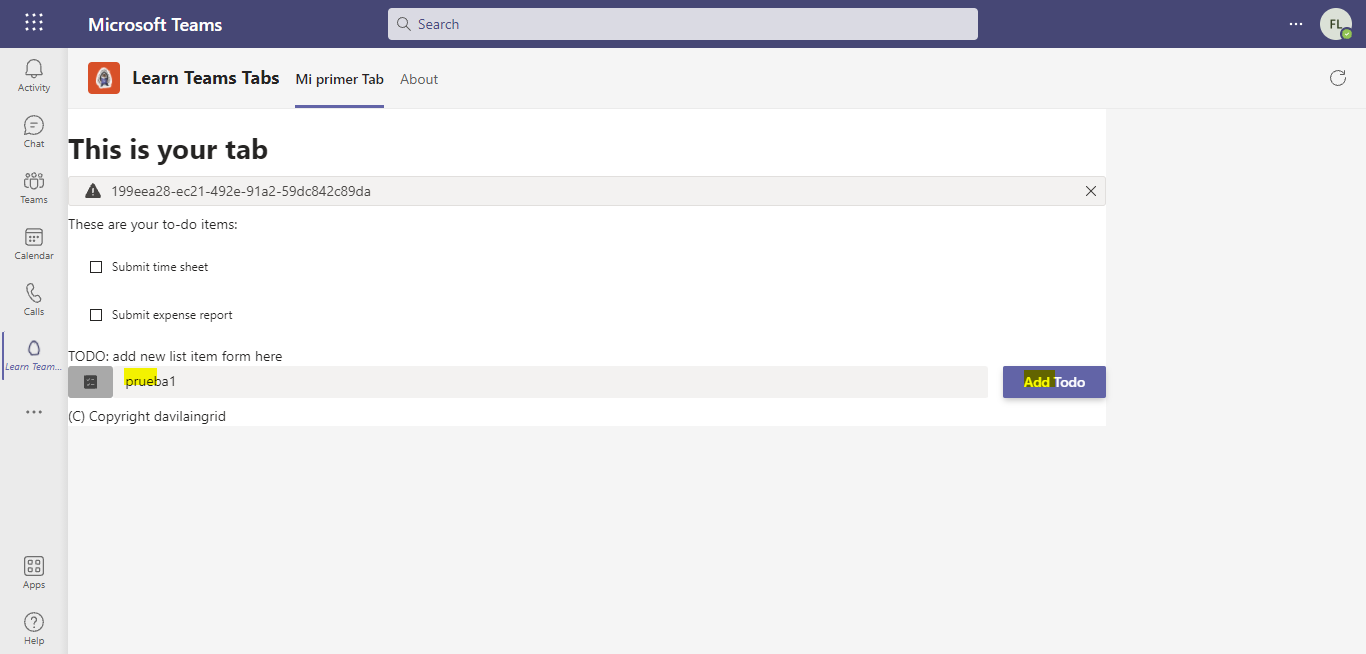 Microsoft Teams
Search
FL
Activity
Chat
Teams
Calendar
Calls
Learn Team...
Apps
Help
Learn Teams Tabs
Mi primer Tab
About
This is your tab
199eea28-ec21-492e-91a2-59dc842c89da
These are your to-do items:
Submit time sheet
Submit expense report
TODO: add new list item form here
prueba1
Add Todo
(C) Copyright davilaingrid